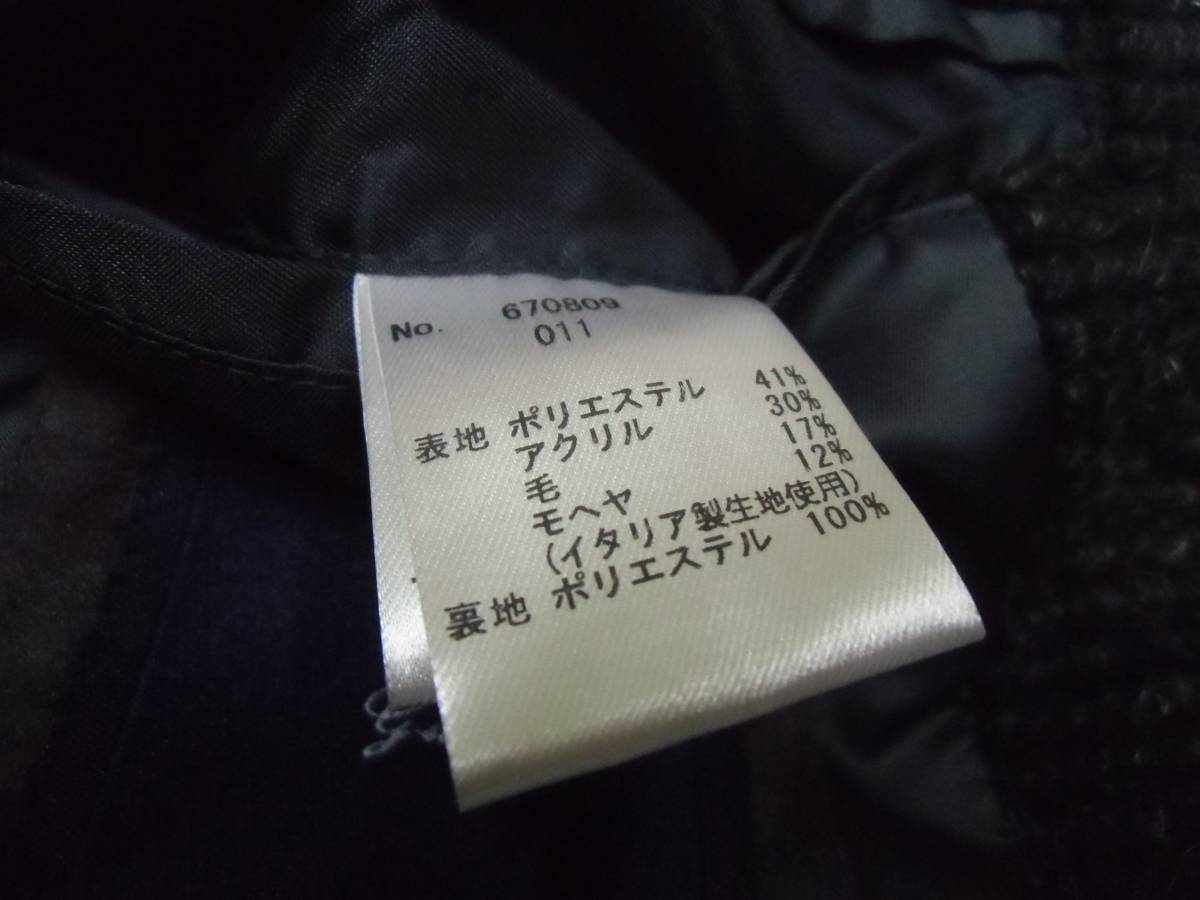 No. 670809
011
表地 ポリエステル 41%
アクリル 30%
毛 17%
モヘヤ 12%
(イタリア製生地使用)
裏地 ポリエステル 100%